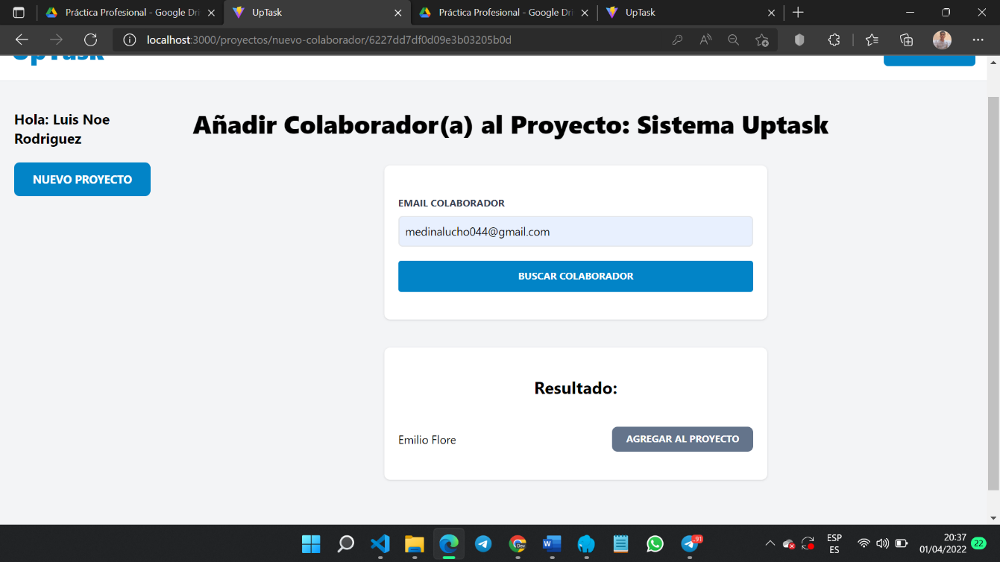 Práctica Profesional - Google Dri
UpTask
Práctica Profesional - Google Dri
UpTask
localhost:3000/proyectos/nuevo-colaborador/6227dd7df0d09e3b03205b0d
UpTask
Hola: Luis Noe
Rodriguez
NUEVO PROYECTO
Añadir Colaborador(a) al Proyecto: Sistema Uptask
EMAIL COLABORADOR
medinalucho044@gmail.com
BUSCAR COLABORADOR
Resultado:
Emilio Flore
AGREGAR AL PROYECTO
Dev
W
91
ESP
ES
20:37
01/04/2022
22